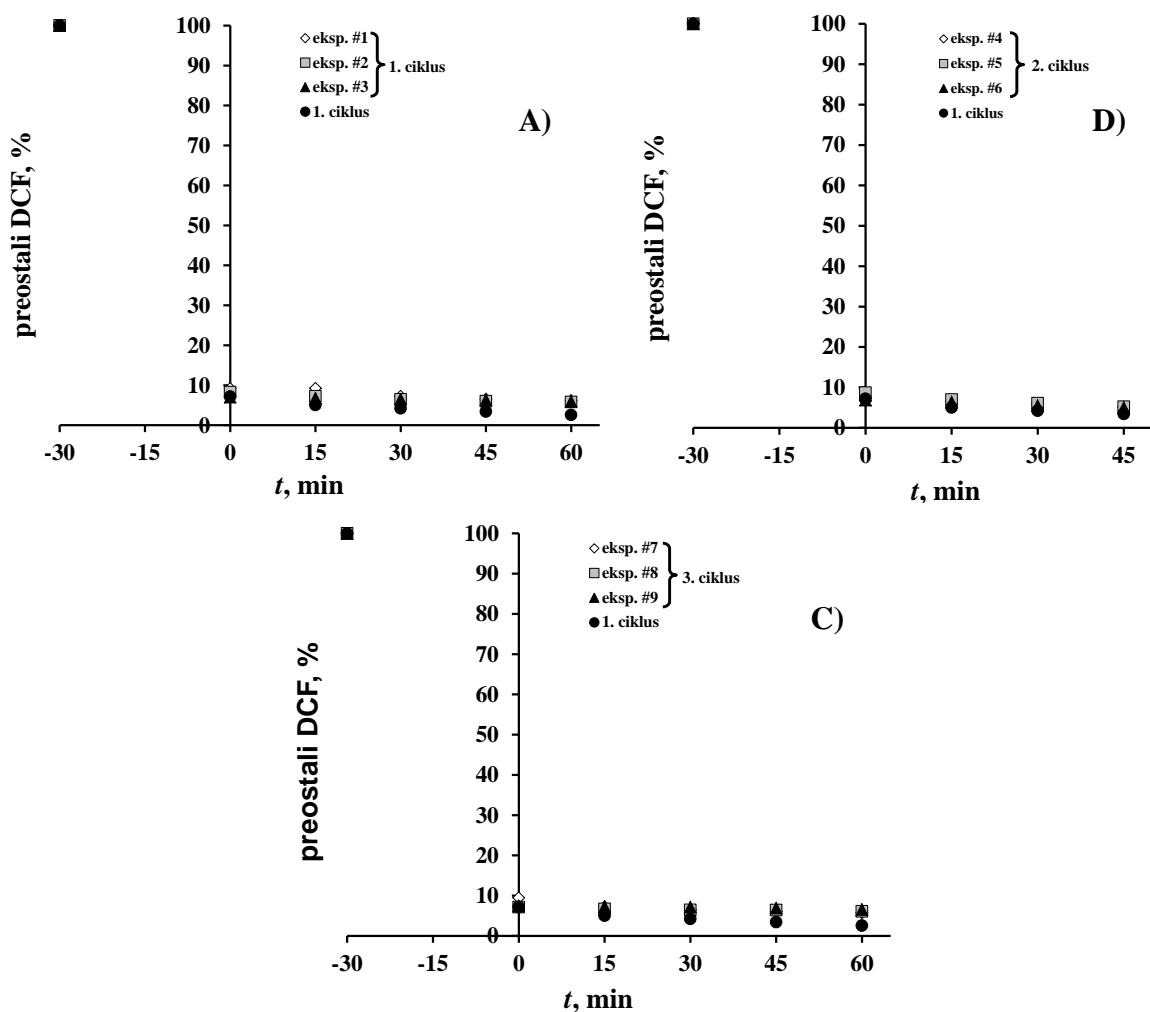 100
90
80
70
60
50
40
30
20
10
0
-30 -15 0 15 30 45 60
t, min
preostali DCF, %
eksp. #1
eksp. #2
eksp. #3
1. ciklus
1. ciklus
A)
100
90
80
70
60
50
40
30
20
10
0
-30 -15 0 15 30 45
t, min
preostali DCF, %
eksp. #4
eksp. #5
eksp. #6
2. ciklus
1. ciklus
D)
100
90
80
70
60
50
40
30
20
10
0
-30 -15 0 15 30 45 60
t, min
preostali DCF, %
eksp. #7
eksp. #8
eksp. #9
3. ciklus
1. ciklus
C)